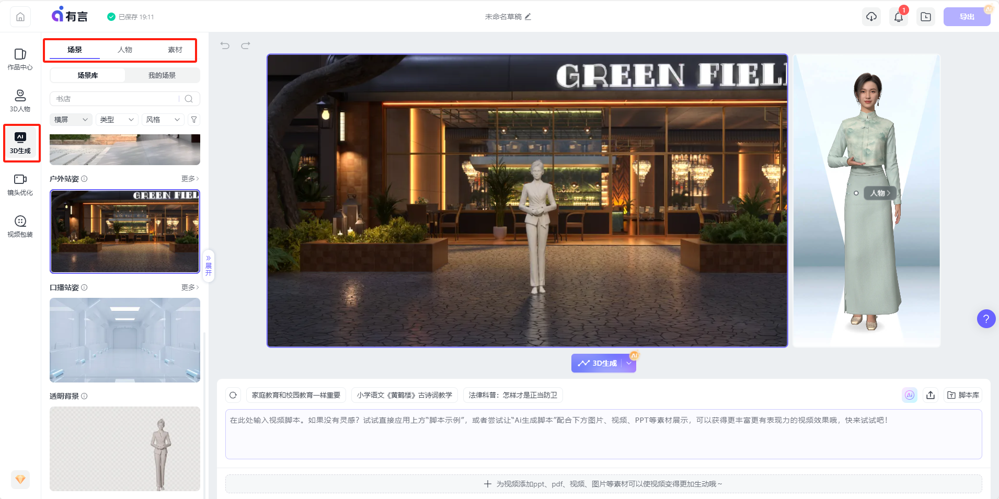 有言
已保存 19:11
未命名草稿
1
导出
Ai
作品中心
3D人物
AI
3D生成
镜头优化
视频包装
场景
人物
素材
场景库
我的场景
书店
横屏
类型
风格
户外站姿
更多
GREEN FIEL
口播站姿
更多
透明背景
展开
GREEN FIEL
人物
3D生成
Ai
?
家庭教育和校园教育一样重要
小学语文《黄鹤楼》古诗词教学
法律科普：怎样才是正当防卫
Ai
脚本库
在此处输入视频脚本。如果没有灵感？试试直接应用上方“脚本示例”，或者尝试让“Ai生成脚本”配合下方图片、视频、PPT等素材展示，可以获得更丰富更有表现力的视频效果哦，快来试试吧！
为视频添加ppt、pdf、视频、图片等素材可以使视频变得更加生动哦~